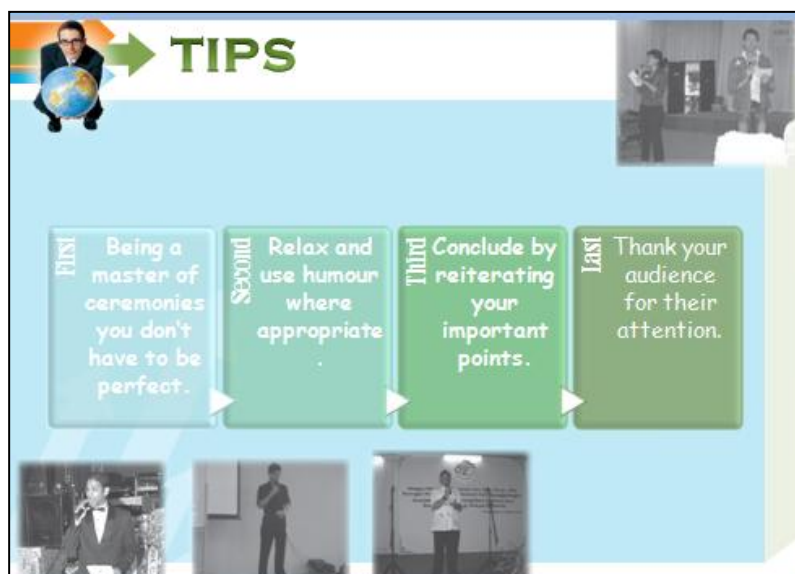 TIPS
First
Being a
master of
ceremonies
you don't
have to be
perfect.
Second
Relax and
use humour
where
appropriate
.
Third
Conclude by
reiterating
your
important
points.
Last
Thank your
audience
for their
attention.